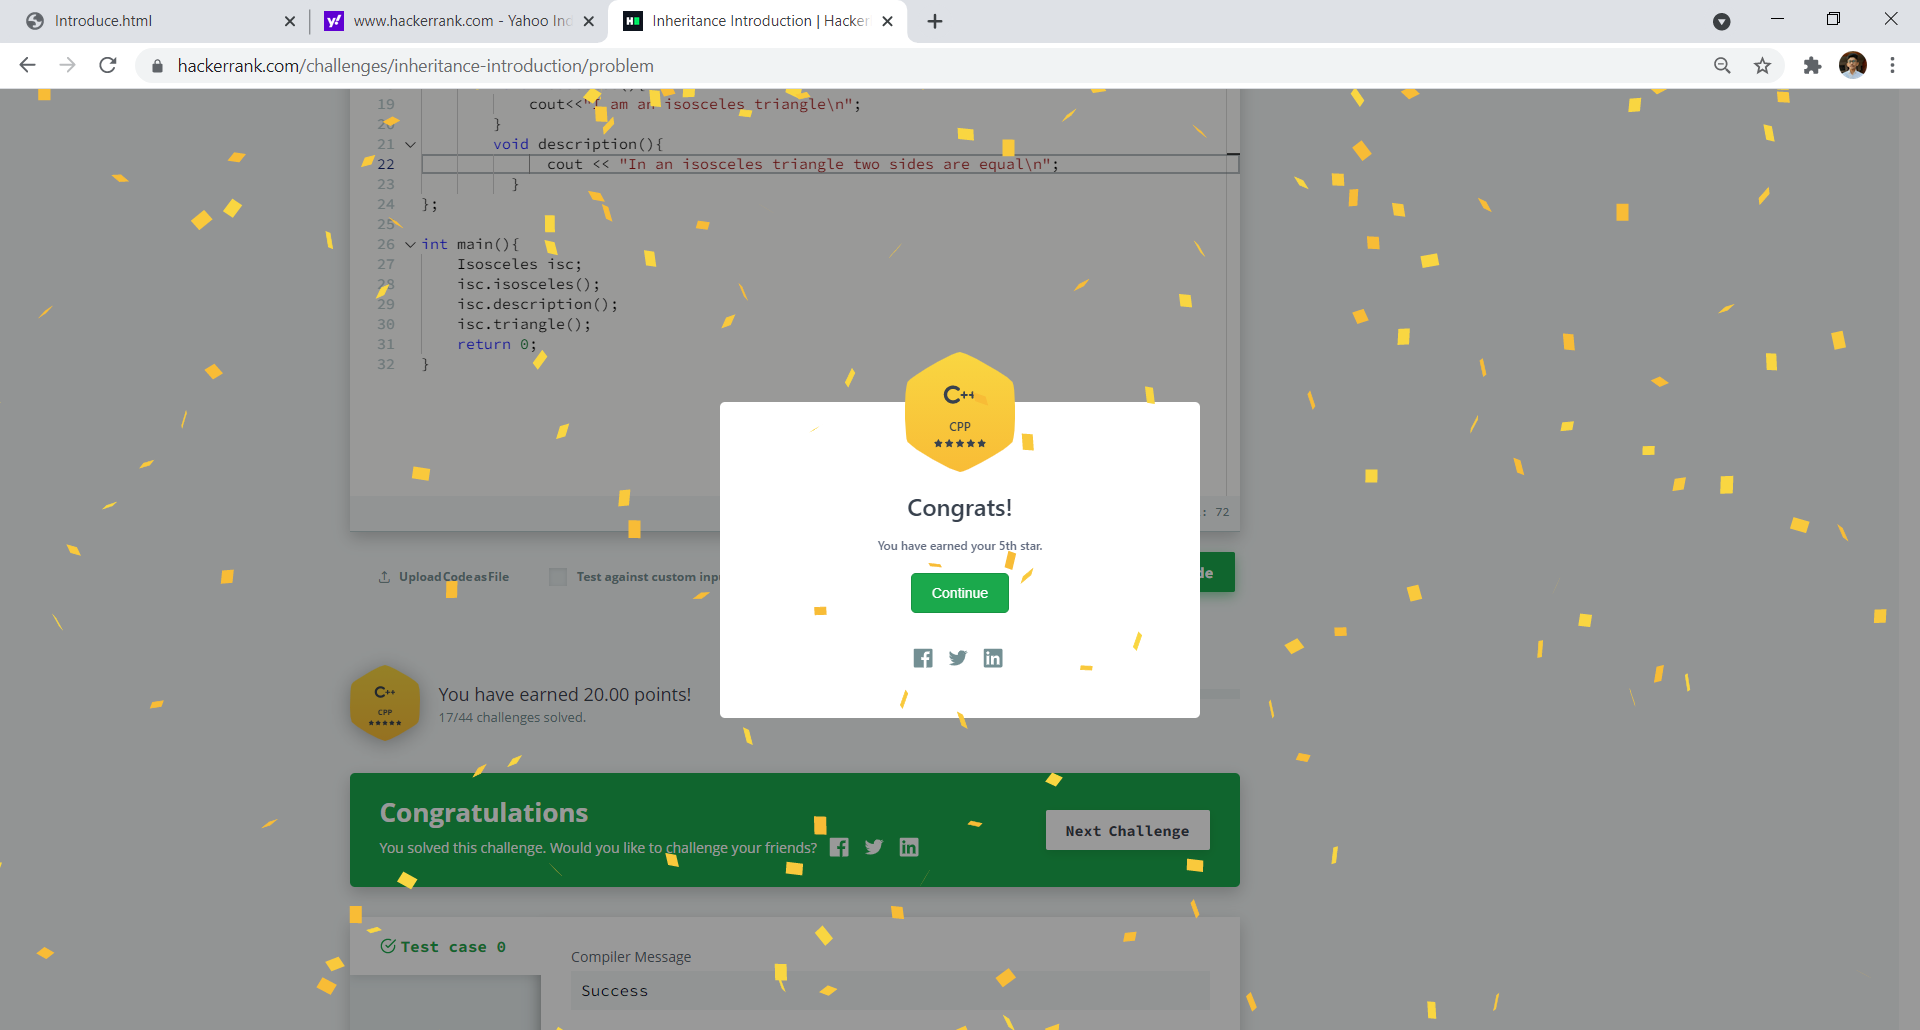 Introduce.html
www.hackerrank.com - Yahoo Inc
Inheritance Introduction | Hacker
hackerrank.com/challenges/inheritance-introduction/problem
19 cout<<"I am an isosceles triangle\n";
20 }
21 void description(){
22 cout << "In an isosceles triangle two sides are equal\n";
23 }
24 };
25
26 int main(){
27 Isosceles isc;
28 isc.isosceles();
29 isc.description();
30 isc.triangle();
31 return 0;
32 }
C++
CPP
Congrats!
: 72
You have earned your 5th star.
Upload Code as File
Test against custom inpu
de
Continue
C++
CPP
You have earned 20.00 points!
17/44 challenges solved.
Congratulations
You solved this challenge. Would you like to challenge your friends?
Next Challenge
Test case 0
Compiler Message
Success